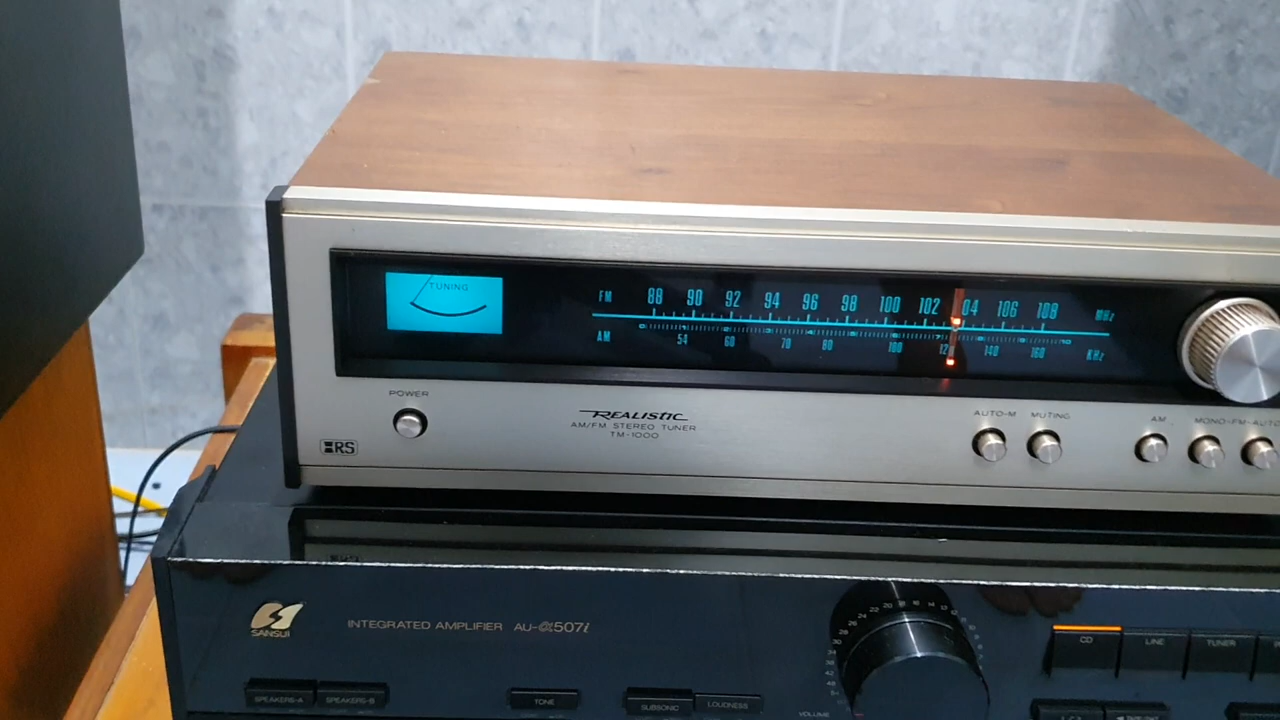 TUNING
FM 88 90 92 94 96 98 100 102 04 106 108 MHz
AM 54 60 70 80 100 12 140 160 KHz
POWER
REALISTIC
AM/FM STEREO TUNER
TM-1000
AUTO-M MUTING AM MONO-FM-AUTO
RS
SANSUI
INTEGRATED AMPLIFIER AU-α507i
CD LINE TUNER
SPEAKERS-A SPEAKERS-B TONE SUBSONIC LOUDNESS
VOLUME